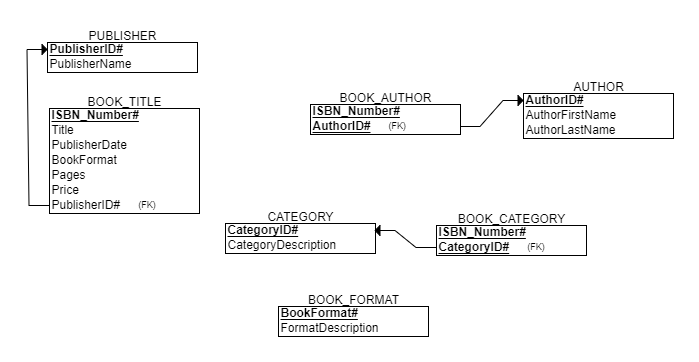 PUBLISHER
PublisherID#
PublisherName
BOOK_TITLE
ISBN_Number#
Title
PublisherDate
BookFormat
Pages
Price
PublisherID# (FK)
BOOK_AUTHOR
ISBN_Number#
AuthorID# (FK)
AUTHOR
AuthorID#
AuthorFirstName
AuthorLastName
CATEGORY
CategoryID#
CategoryDescription
BOOK_CATEGORY
ISBN_Number#
CategoryID# (FK)
BOOK_FORMAT
BookFormat#
FormatDescription